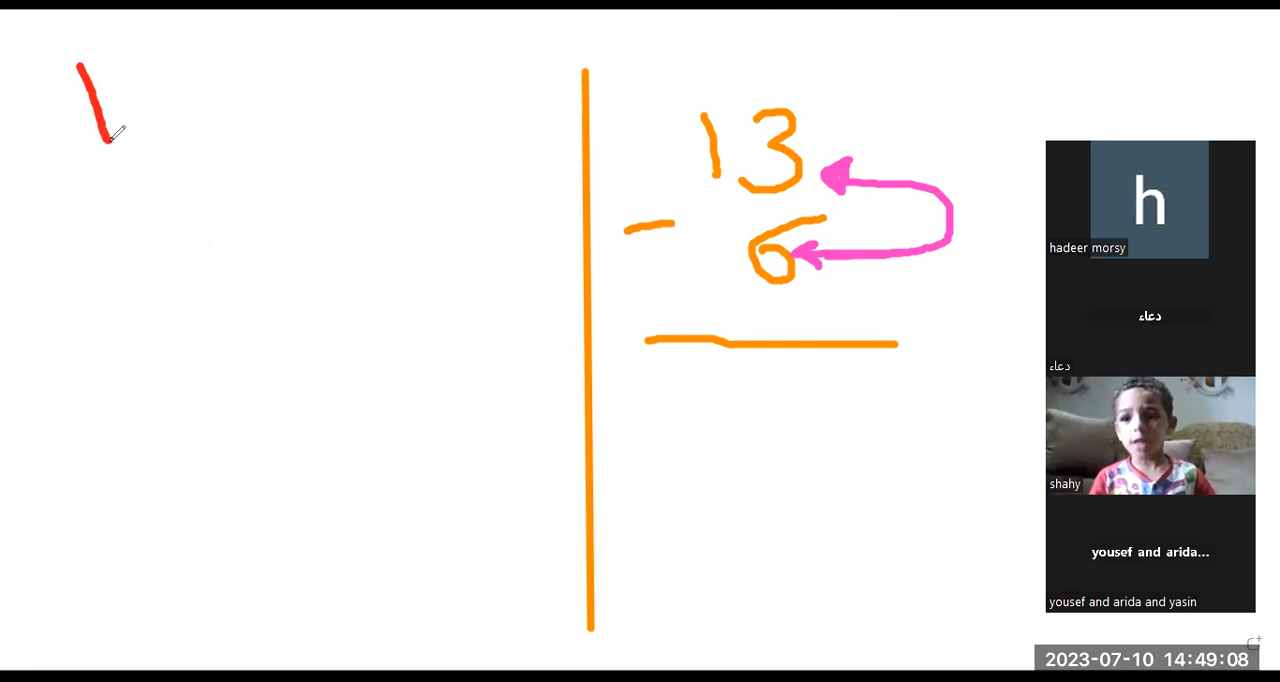 13
- 6
h
hadeer morsy
دعاء
دعاء
shahy
yousef and arida...
yousef and arida and yasin
2023-07-10 14:49:08